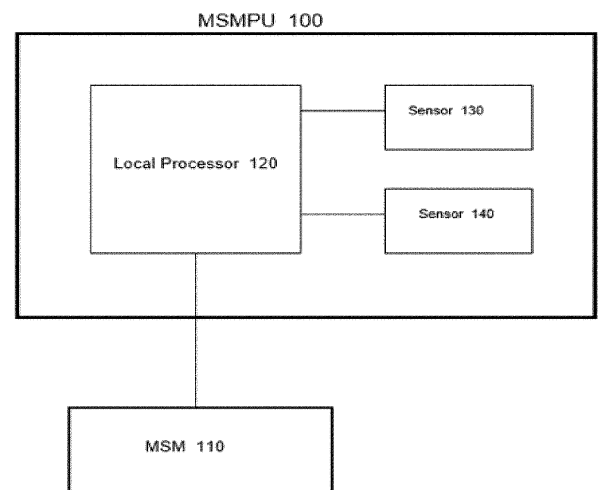 MSMPU 100
Sensor 130
Local Processor 120
Sensor 140
MSM 110